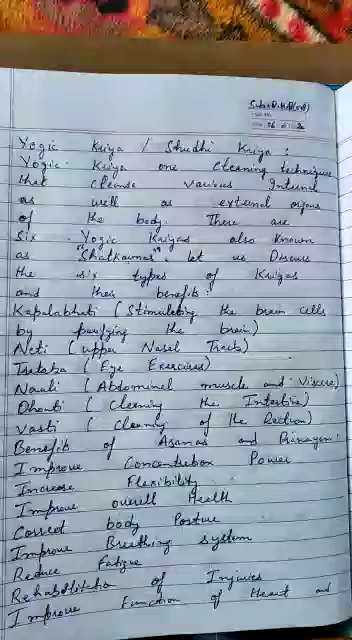 Yogic Kriya / Shudhi Kriya:
Yogic Kriya are cleaning techniques
that cleanse various Internal
as well as external organs
of the body. There are
Six Yogic Kriyas also known
as "Shatkarmas". let us Discuss
the six types of Kriyas
and their benefits:
Kapalabhati (Stimulating the brain cells
by purifying the brain)
Neti (upper Nasal Tracts)
Trataka (Eye Exercises)
Nauli (Abdominal muscle and Viscera)
Dhouti (Cleaning the Intestine)
Vasti (Cleaning of the Rection)
Benefits of Asanas and Pranayam:
Improve Concentration Power
Increase Flexibility
Improve overall Health
Correct body Posture
Improve Breathing system
Reduce Fatigue
Rehabilitation of Injuries
Improve Function of Heart and